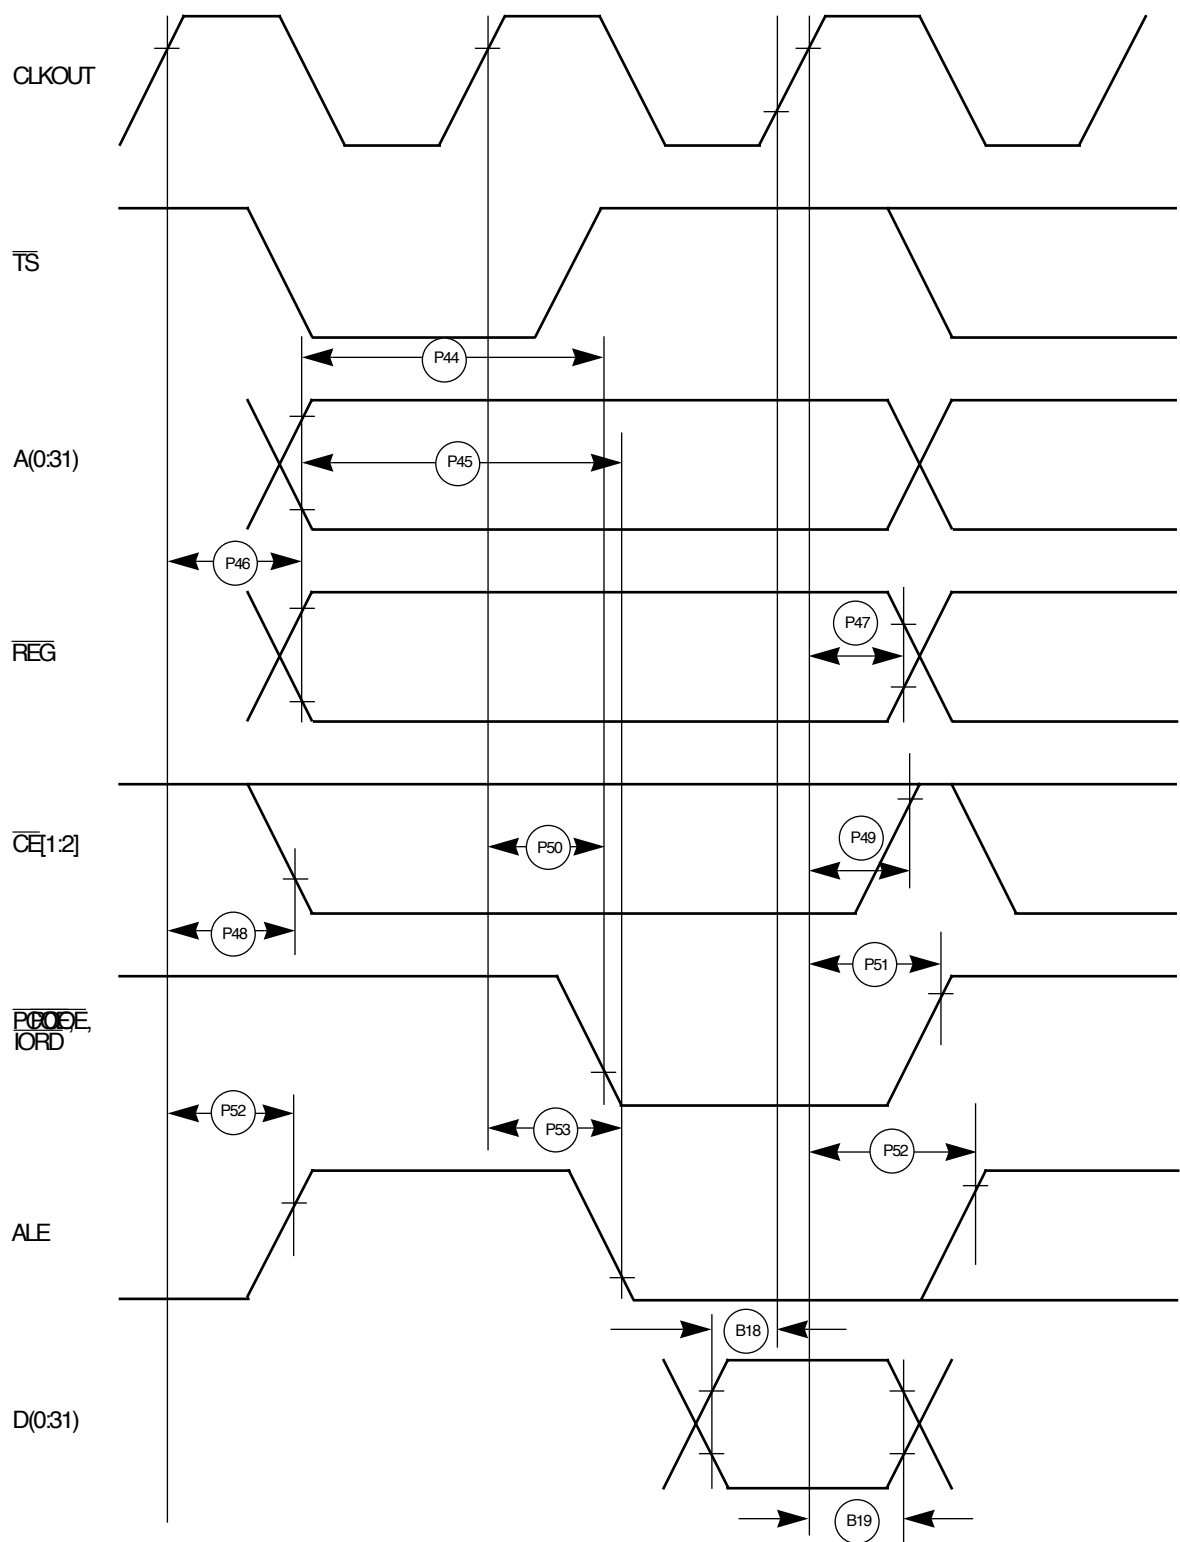 CLKOUT
TS
P44
A(0:31)
P45
P46
REG
P47
CE[1:2]
P50
P49
P48
P51
IORD
P52
P53
P52
ALE
B18
D(0:31)
B19